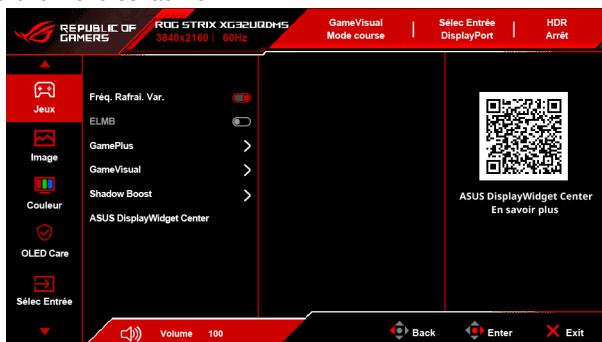 REPUBLIC OF
GAMERS
ROG STRIX XG32UQDMS
3840x2160 | 60Hz
GameVisual
Mode course
Sélec Entrée
DisplayPort
HDR
Arrêt
Jeux
Image
Couleur
OLED Care
Sélec Entrée
Fréq. Rafraî. Var.
ELMB
GamePlus
GameVisual
Shadow Boost
ASUS DisplayWidget Center
ASUS DisplayWidget Center
En savoir plus
Volume 100
Back
Enter
Exit